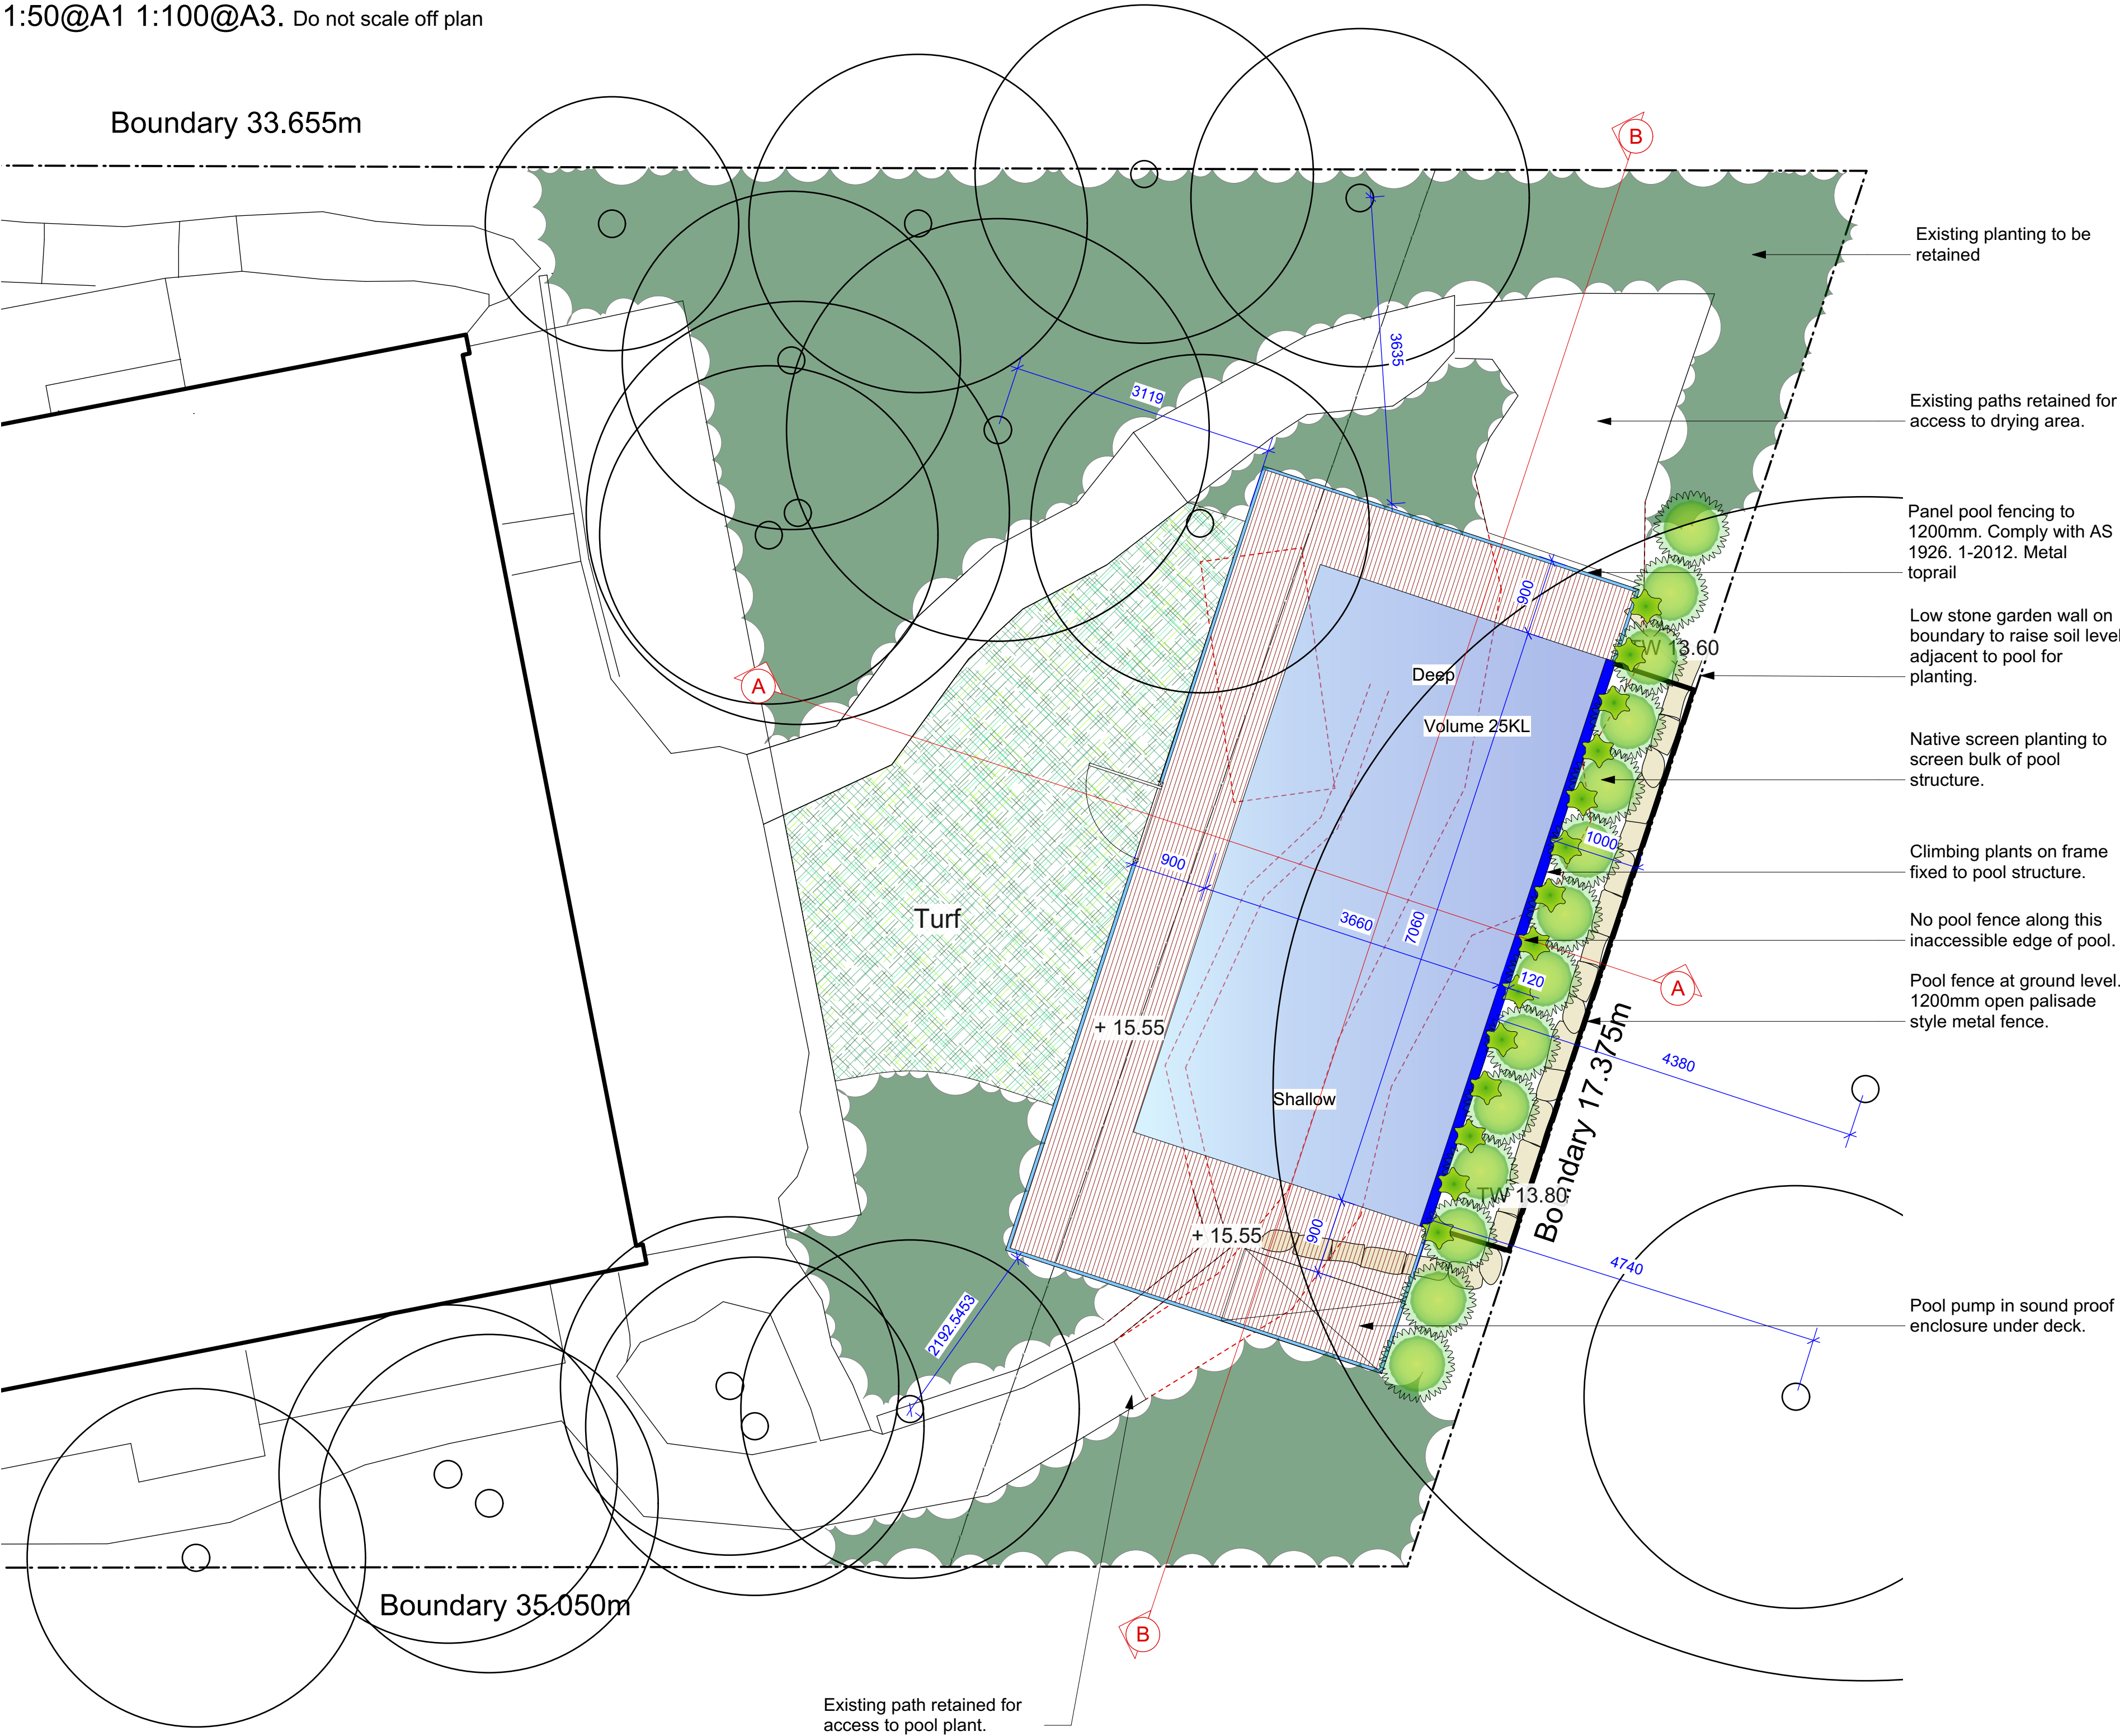 1:50@A1 1:100@A3. Do not scale off plan
Boundary 33.655m
B
Existing planting to be
retained
3635
3119
Existing paths retained for
access to drying area.
Panel pool fencing to
1200mm. Comply with AS
1926. 1-2012. Metal
toprail
900
Low stone garden wall on
boundary to raise soil level
adjacent to pool for
planting.
TW 13.60
A
Deep
Volume 25KL
Native screen planting to
screen bulk of pool
structure.
1000
Climbing plants on frame
fixed to pool structure.
900
Turf
3660
7060
No pool fence along this
inaccessible edge of pool.
120
A
Pool fence at ground level.
1200mm open palisade
style metal fence.
+ 15.55
4380
Shallow
Boundary 17.375m
TW 13.80
+ 15.55
900
4740
2192.5453
Pool pump in sound proof
enclosure under deck.
Boundary 35.050m
B
Existing path retained for
access to pool plant.